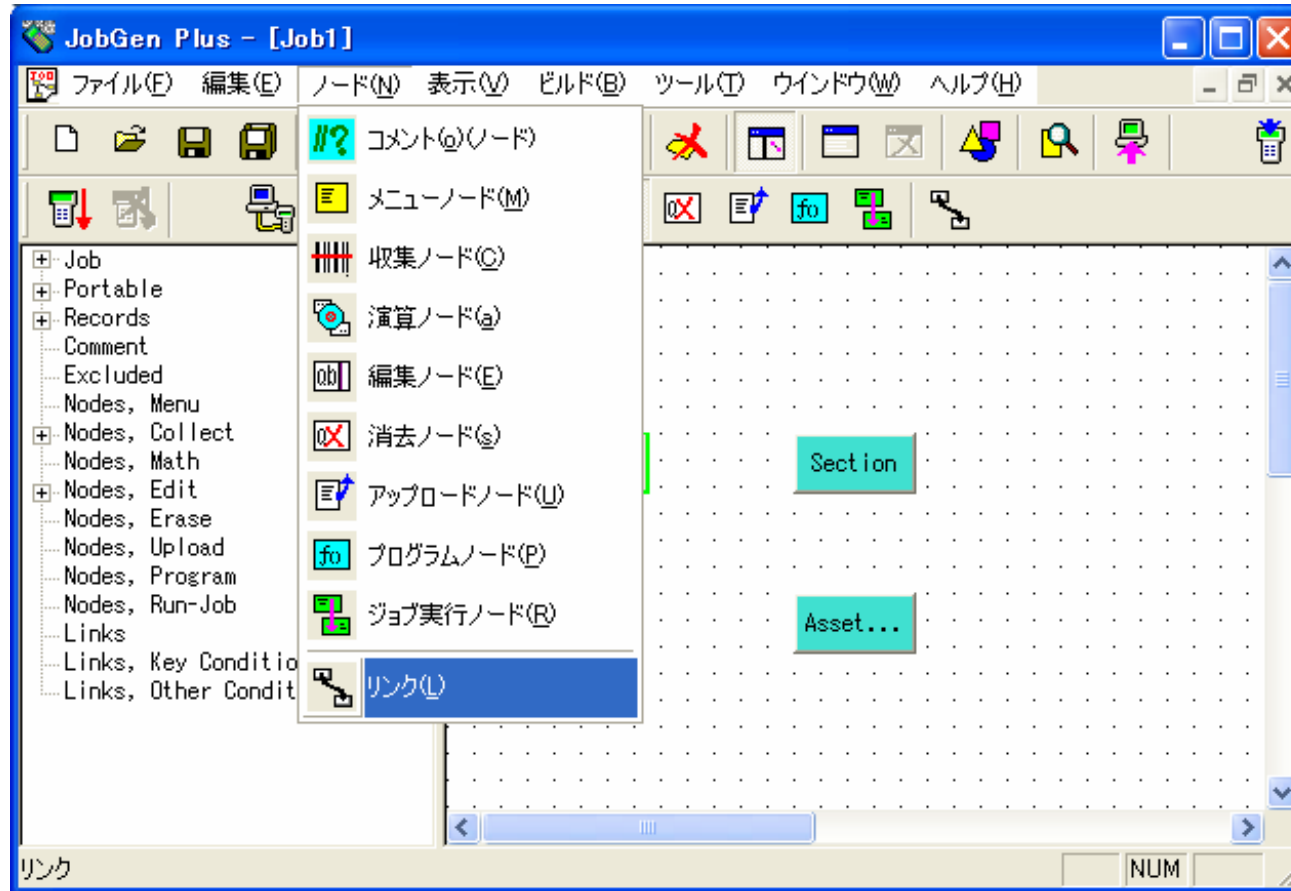 JobGen Plus - [Job1]
ファイル(F) 編集(E) ノード(N) 表示(V) ビルド(B) ツール(T) ウインドウ(W) ヘルプ(H)
コメント(o)(ノード)
メニューノード(M)
収集ノード(C)
演算ノード(a)
編集ノード(E)
消去ノード(s)
アップロードノード(U)
プログラムノード(P)
ジョブ実行ノード(R)
リンク(L)
Job
Portable
Records
Comment
Excluded
Nodes, Menu
Nodes, Collect
Nodes, Math
Nodes, Edit
Nodes, Erase
Nodes, Upload
Nodes, Program
Nodes, Run-Job
Links
Links, Key Conditio
Links, Other Condit
Section
Asset...
リンク
NUM